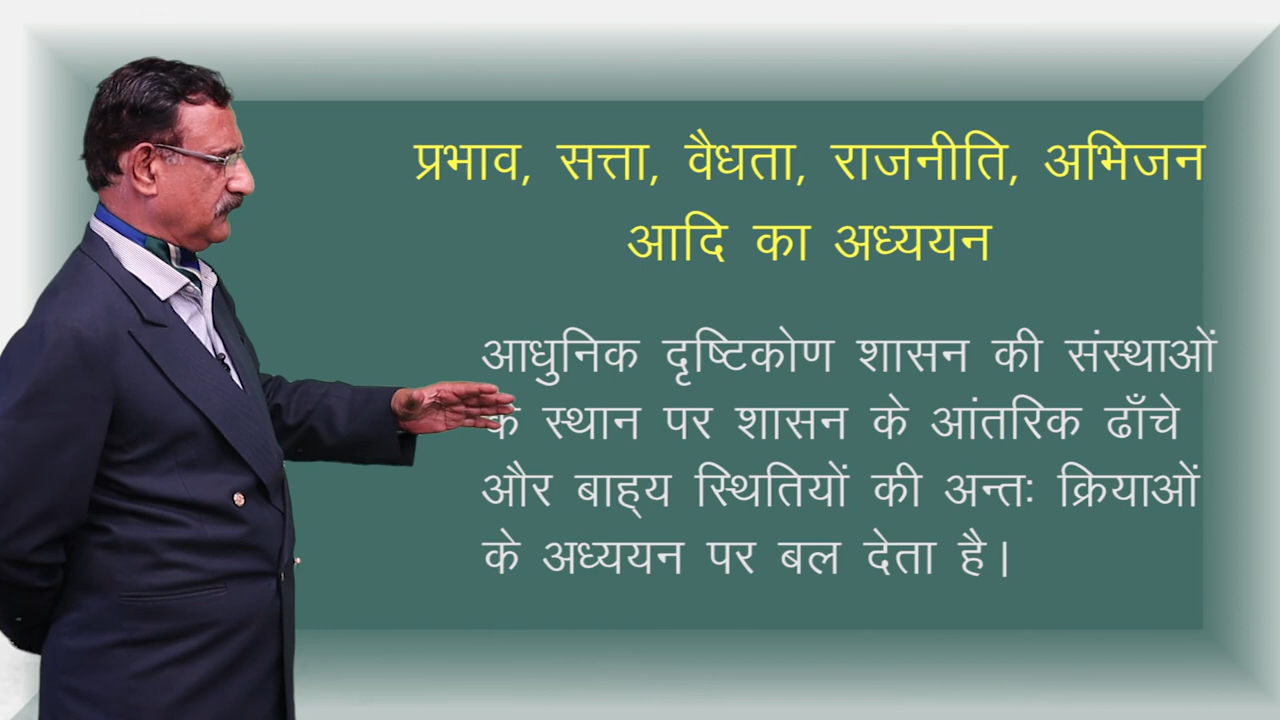 प्रभाव, सत्ता, वैधता, राजनीति, अभिजन
आदि का अध्ययन
आधुनिक दृष्टिकोण शासन की संस्थाओं
के स्थान पर शासन के आंतरिक ढाँचे
और बाह्य स्थितियों की अन्तः क्रियाओं
के अध्ययन पर बल देता है।